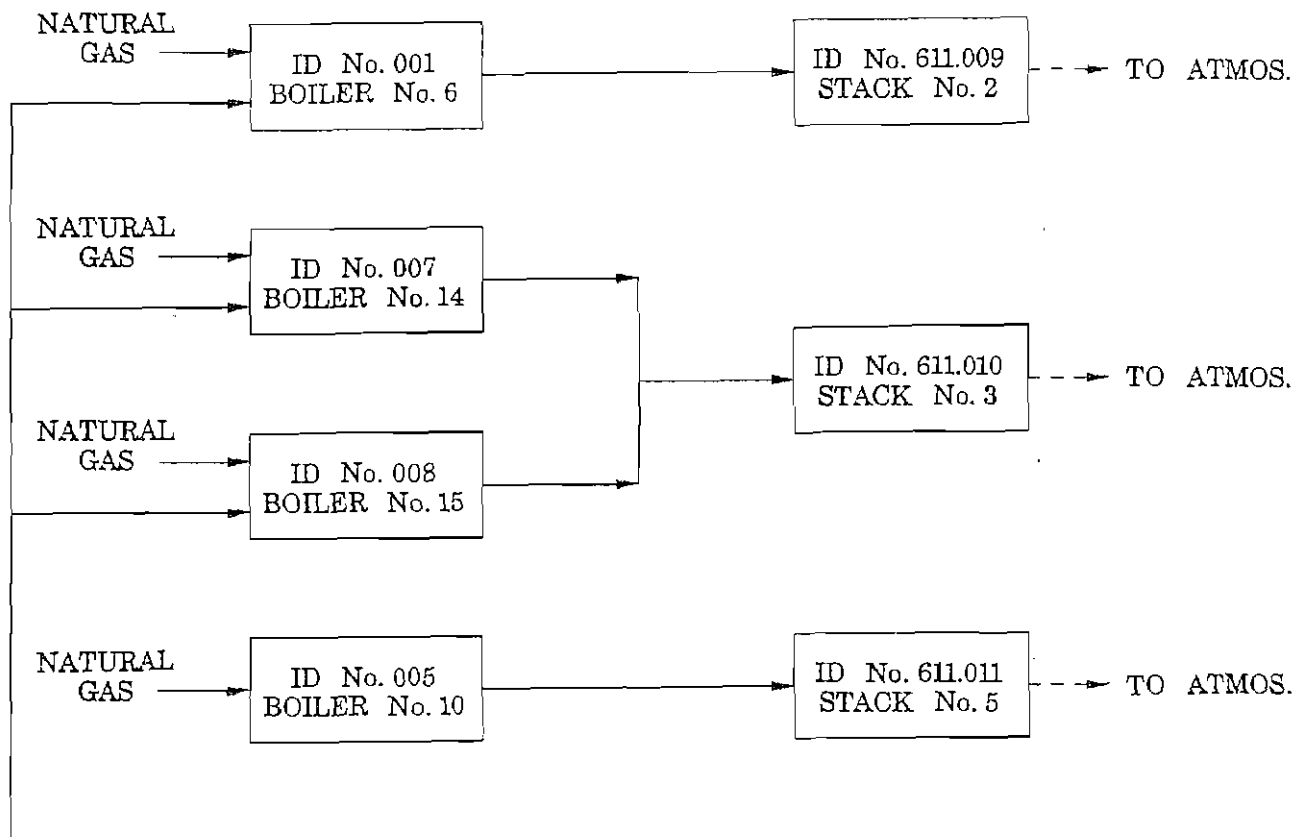 NATURAL
GAS
ID No. 001
BOILER No. 6
ID No. 611.009
STACK No. 2
TO ATMOS.
NATURAL
GAS
ID No. 007
BOILER No. 14
ID No. 611.010
STACK No. 3
TO ATMOS.
NATURAL
GAS
ID No. 008
BOILER No. 15
NATURAL
GAS
ID No. 005
BOILER No. 10
ID No. 611.011
STACK No. 5
TO ATMOS.